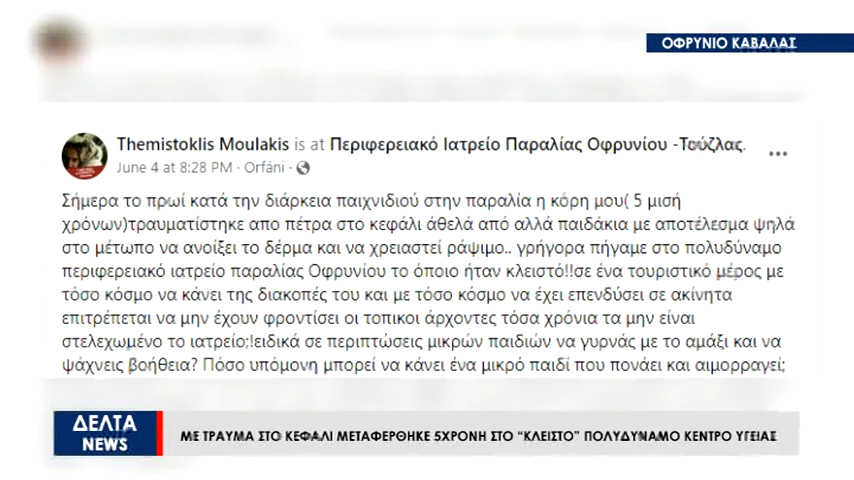 ΟΦΡΥΝΙΟ ΚΑΒΑΛΑΣ
Themistoklis Moulakis is at Περιφερειακό Ιατρείο Παραλίας Οφρυνίου -Τούζλας.
June 4 at 8:28 PM · Orfáni ·
Σήμερα το πρωί κατά την διάρκεια παιχνιδιού στην παραλία η κόρη μου( 5 μισή
χρόνων)τραυματίστηκε απο πέτρα στο κεφάλι άθελά από αλλά παιδάκια με αποτέλεσμα ψηλά
στο μέτωπο να ανοίξει το δέρμα και να χρειαστεί ράψιμο.. γρήγορα πήγαμε στο πολυδύναμο
περιφερειακό ιατρείο παραλίας Οφρυνίου το όποιο ήταν κλειστό!!σε ένα τουριστικό μέρος με
τόσο κόσμο να κάνει της διακοπές του και με τόσο κόσμο να έχει επενδύσει σε ακίνητα
επιτρέπεται να μην έχουν φροντίσει οι τοπικοι άρχοντες τόσα χρόνια τα μην είναι
στελεχωμένο το ιατρείο;!ειδικά σε περιπτώσεις μικρών παιδιών να γυρνάς με το αμάξι και να
ψάχνεις βοήθεια? Πόσο υπόμονη μπορεί να κάνει ένα μικρό παιδί που πονάει και αιμορραγεί;
ΔΕΛΤΑ
NEWS
ΜΕ ΤΡΑΥΜΑ ΣΤΟ ΚΕΦΑΛΙ ΜΕΤΑΦΕΡΘΗΚΕ 5ΧΡΟΝΗ ΣΤΟ “ΚΛΕΙΣΤΟ” ΠΟΛΥΔΥΝΑΜΟ ΚΕΝΤΡΟ ΥΓΕΙΑΣ